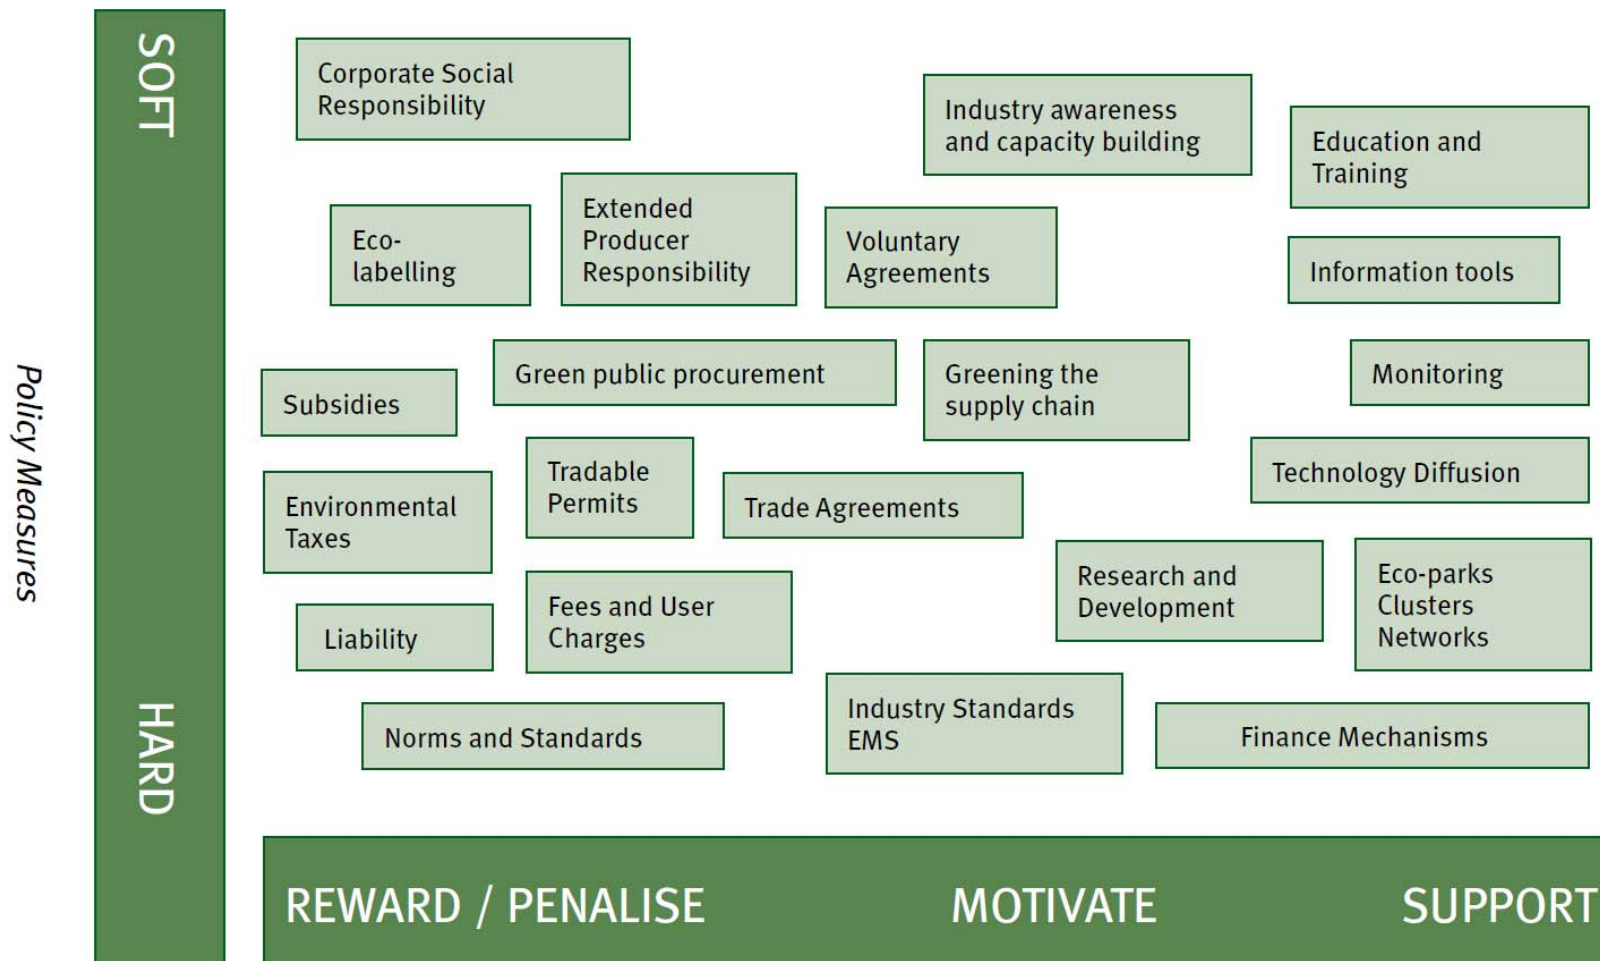 SOFT
Corporate Social
Responsibility
Industry awareness
and capacity building
Education and
Training
Eco-
labelling
Extended
Producer
Responsibility
Voluntary
Agreements
Information tools
Policy Measures
Subsidies
Green public procurement
Greening the
supply chain
Monitoring
Environmental
Taxes
Tradable
Permits
Trade Agreements
Technology Diffusion
Liability
Fees and User
Charges
Research and
Development
Eco-parks
Clusters
Networks
HARD
Norms and Standards
Industry Standards
EMS
Finance Mechanisms
REWARD / PENALISE
MOTIVATE
SUPPORT